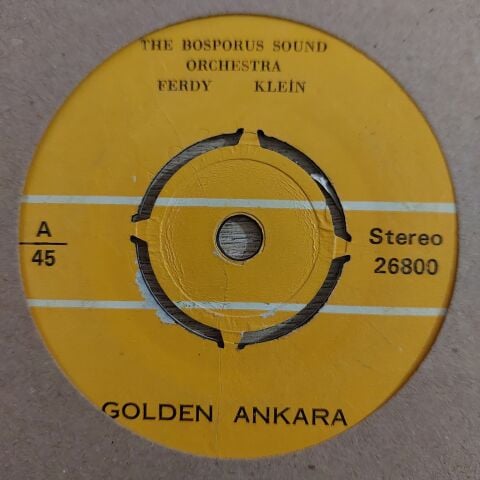 THE BOSPORUS SOUND
ORCHESTRA
FERDY KLEİN
A
45
Stereo
26800
GOLDEN ANKARA